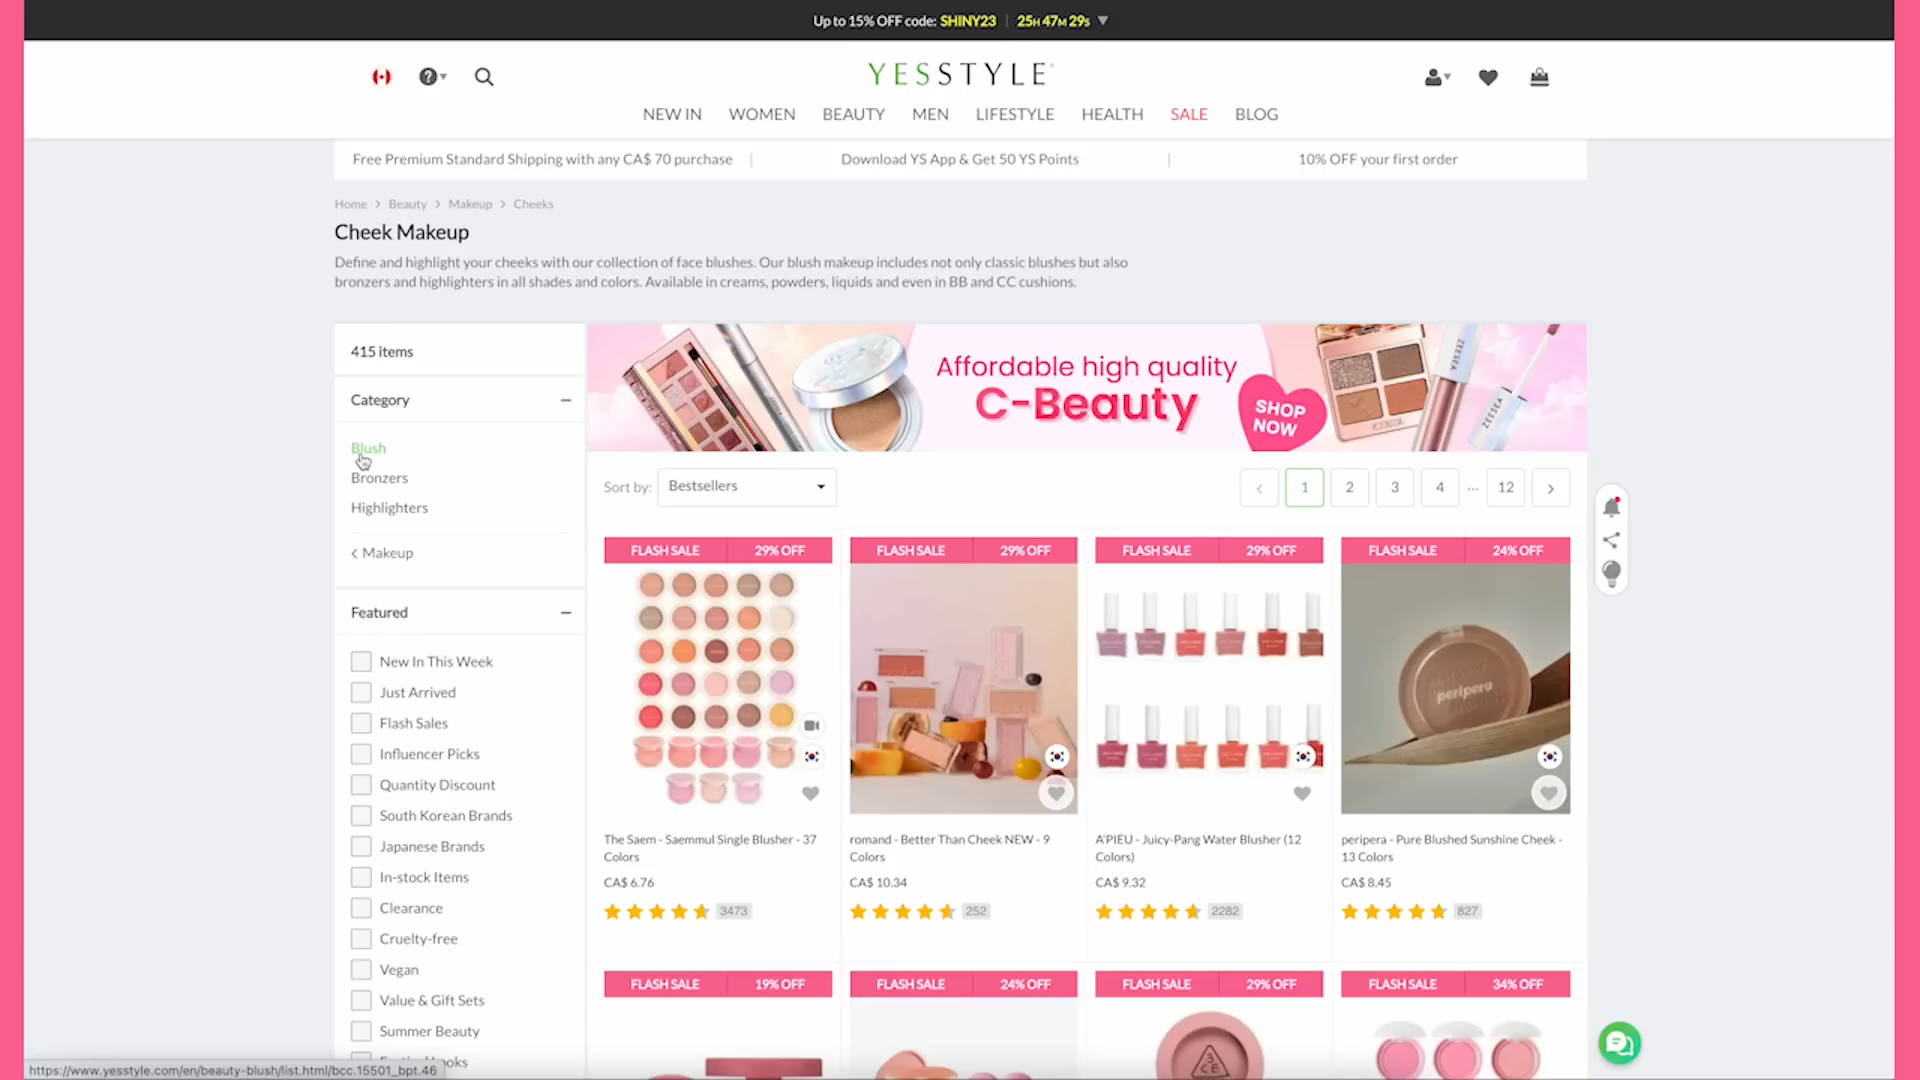 Up to 15% OFF code: SHINY23 | 25H 47M 29S
YESSTYLE
NEW IN WOMEN BEAUTY MEN LIFESTYLE HEALTH SALE BLOG
Free Premium Standard Shipping with any CA$ 70 purchase | Download YS App & Get 50 YS Points | 10% OFF your first order
Home > Beauty > Makeup > Cheeks
Cheek Makeup
Define and highlight your cheeks with our collection of face blushes. Our blush makeup includes not only classic blushes but also
bronzers and highlighters in all shades and colors. Available in creams, powders, liquids and even in BB and CC cushions.
415 items
Category
Blush
Bronzers
Highlighters
< Makeup
Featured
New In This Week
Just Arrived
Flash Sales
Influencer Picks
Quantity Discount
South Korean Brands
Japanese Brands
In-stock Items
Clearance
Cruelty-free
Vegan
Value & Gift Sets
Summer Beauty
Affordable high quality
C-Beauty
SHOP
NOW
ZEESEA
ZEESEA
Sort by: Bestsellers
< 1 2 3 4 ... 12 >
FLASH SALE 29% OFF
FLASH SALE 29% OFF
FLASH SALE 29% OFF
FLASH SALE 24% OFF
peripera
The Saem - Saemmul Single Blusher - 37
Colors
CA$ 6.76
3473
romand - Better Than Cheek NEW - 9
Colors
CA$ 10.34
252
A'PIEU - Juicy-Pang Water Blusher (12
Colors)
CA$ 9.32
2282
peripera - Pure Blushed Sunshine Cheek -
13 Colors
CA$ 8.45
827
FLASH SALE 19% OFF
FLASH SALE 24% OFF
FLASH SALE 29% OFF
FLASH SALE 34% OFF
3CE
https://www.yesstyle.com/en/beauty-blush/list.html/bcc.15501_bpt.46